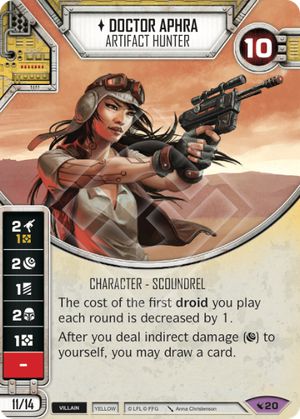 DOCTOR APHRA
ARTIFACT HUNTER
10
2
1
2
1
2
1
-
CHARACTER - SCOUNDREL
The cost of the first droid you play
each round is decreased by 1.
After you deal indirect damage ( ) to
yourself, you may draw a card.
11/14
VILLAIN
YELLOW
© LFL © FFG
Anna Christenson
20